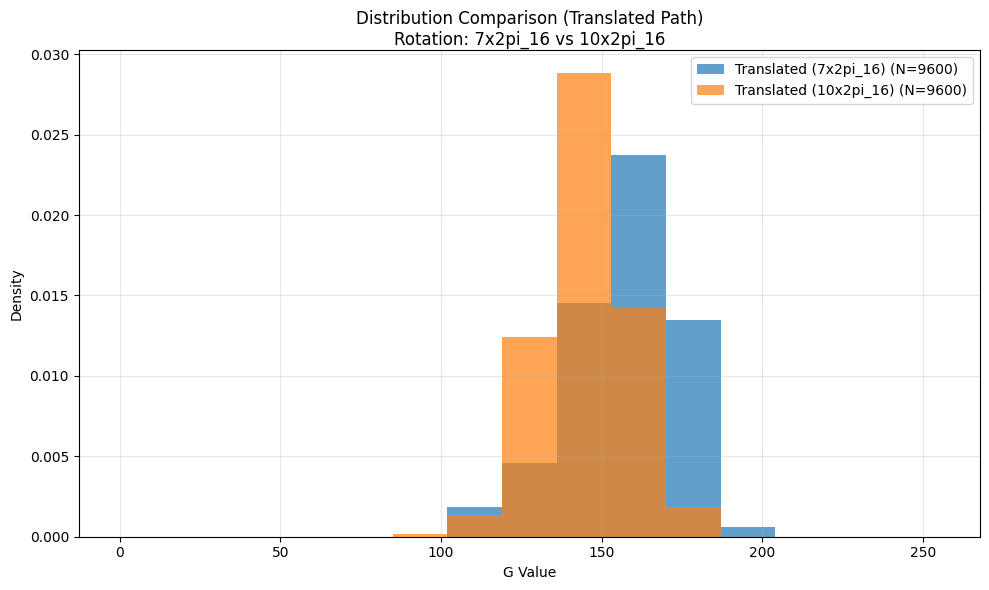 Distribution Comparison (Translated Path)
Rotation: 7x2pi_16 vs 10x2pi_16
Translated (7x2pi_16) (N=9600)
Translated (10x2pi_16) (N=9600)
Density
0.030
0.025
0.020
0.015
0.010
0.005
0.000
0 50 100 150 200 250
G Value